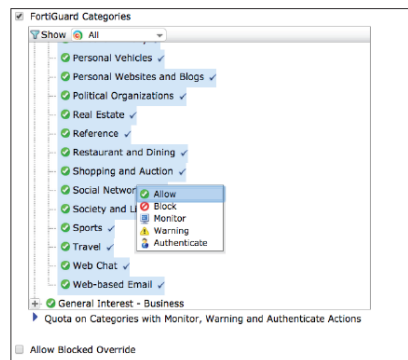 FortiGuard Categories
Show All
Personal Vehicles
Personal Websites and Blogs
Political Organizations
Real Estate
Reference
Restaurant and Dining
Shopping and Auction
Social Networ
Allow
Block
Society and Li
Monitor
Sports
Warning
Travel
Authenticate
Web Chat
Web-based Email
General Interest - Business
Quota on Categories with Monitor, Warning and Authenticate Actions
Allow Blocked Override